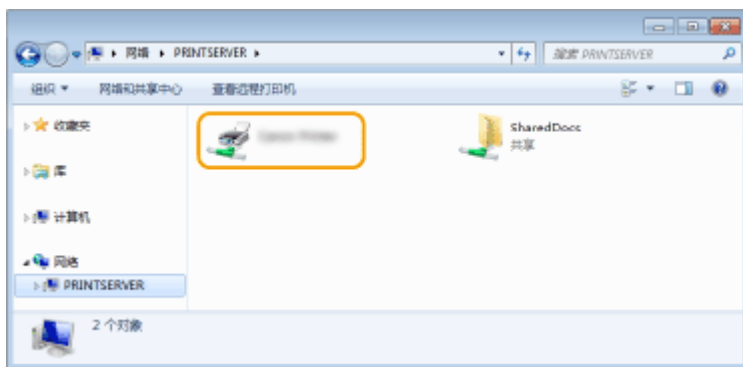 网络 ▸ PRINTSERVER ▸
搜索 PRINTSERVER
组织 网络和共享中心 查看远程打印机
收藏夹
库
计算机
网络
PRINTSERVER
SharedDocs
共享
2 个对象